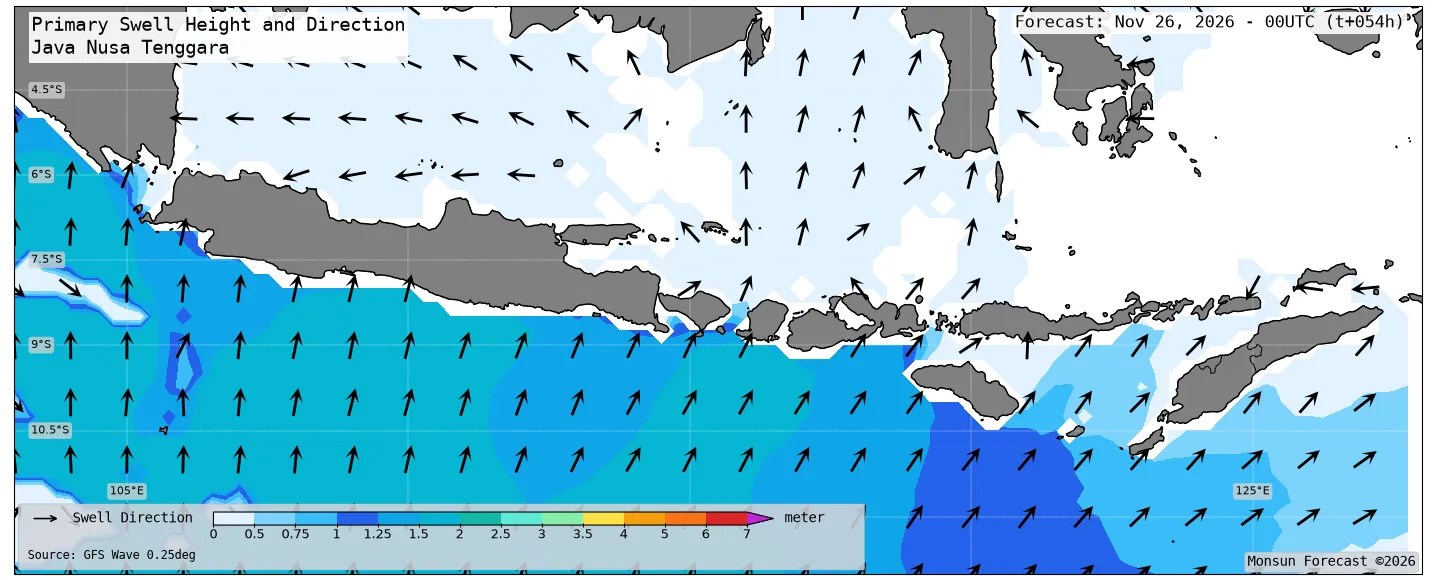 Primary Swell Height and Direction
Java Nusa Tenggara
Forecast: Nov 26, 2026 - 00UTC (t+054h)
4.5°S
6°S
7.5°S
9°S
10.5°S
105°E
125°E
Swell Direction
0 0.5 0.75 1 1.25 1.5 2 2.5 3 3.5 4 5 6 7
meter
Source: GFS Wave 0.25deg
Monsun Forecast ©2026